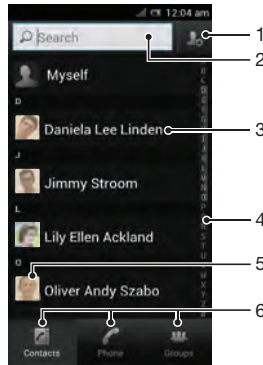 12:04 am
Search
1
2
Myself
D
Daniela Lee Linden
3
J
Jimmy Stroom
4
L
Lily Ellen Ackland
O
5
Oliver Andy Szabo
6
Contacts
Phone
Groups